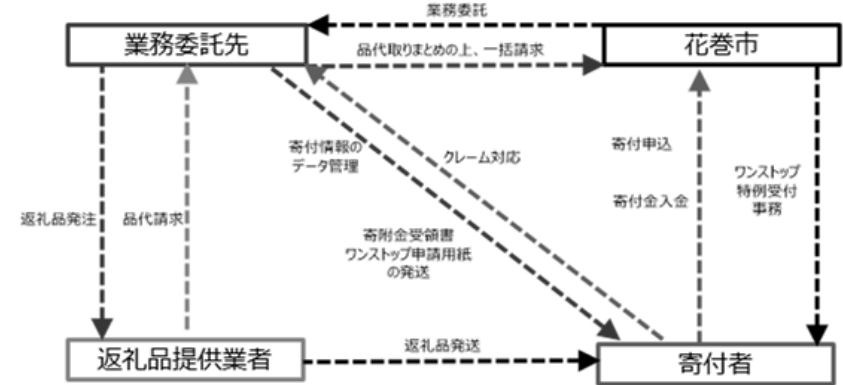 業務委託
業務委託先
花巻市
品代取りまとめの上、一括請求
寄付情報の
データ管理
クレーム対応
寄付申込
ワンストップ
特例受付
事務
寄付金入金
返礼品発注
品代請求
寄附金受領書
ワンストップ申請用紙
の発送
返礼品提供業者
返礼品発送
寄付者